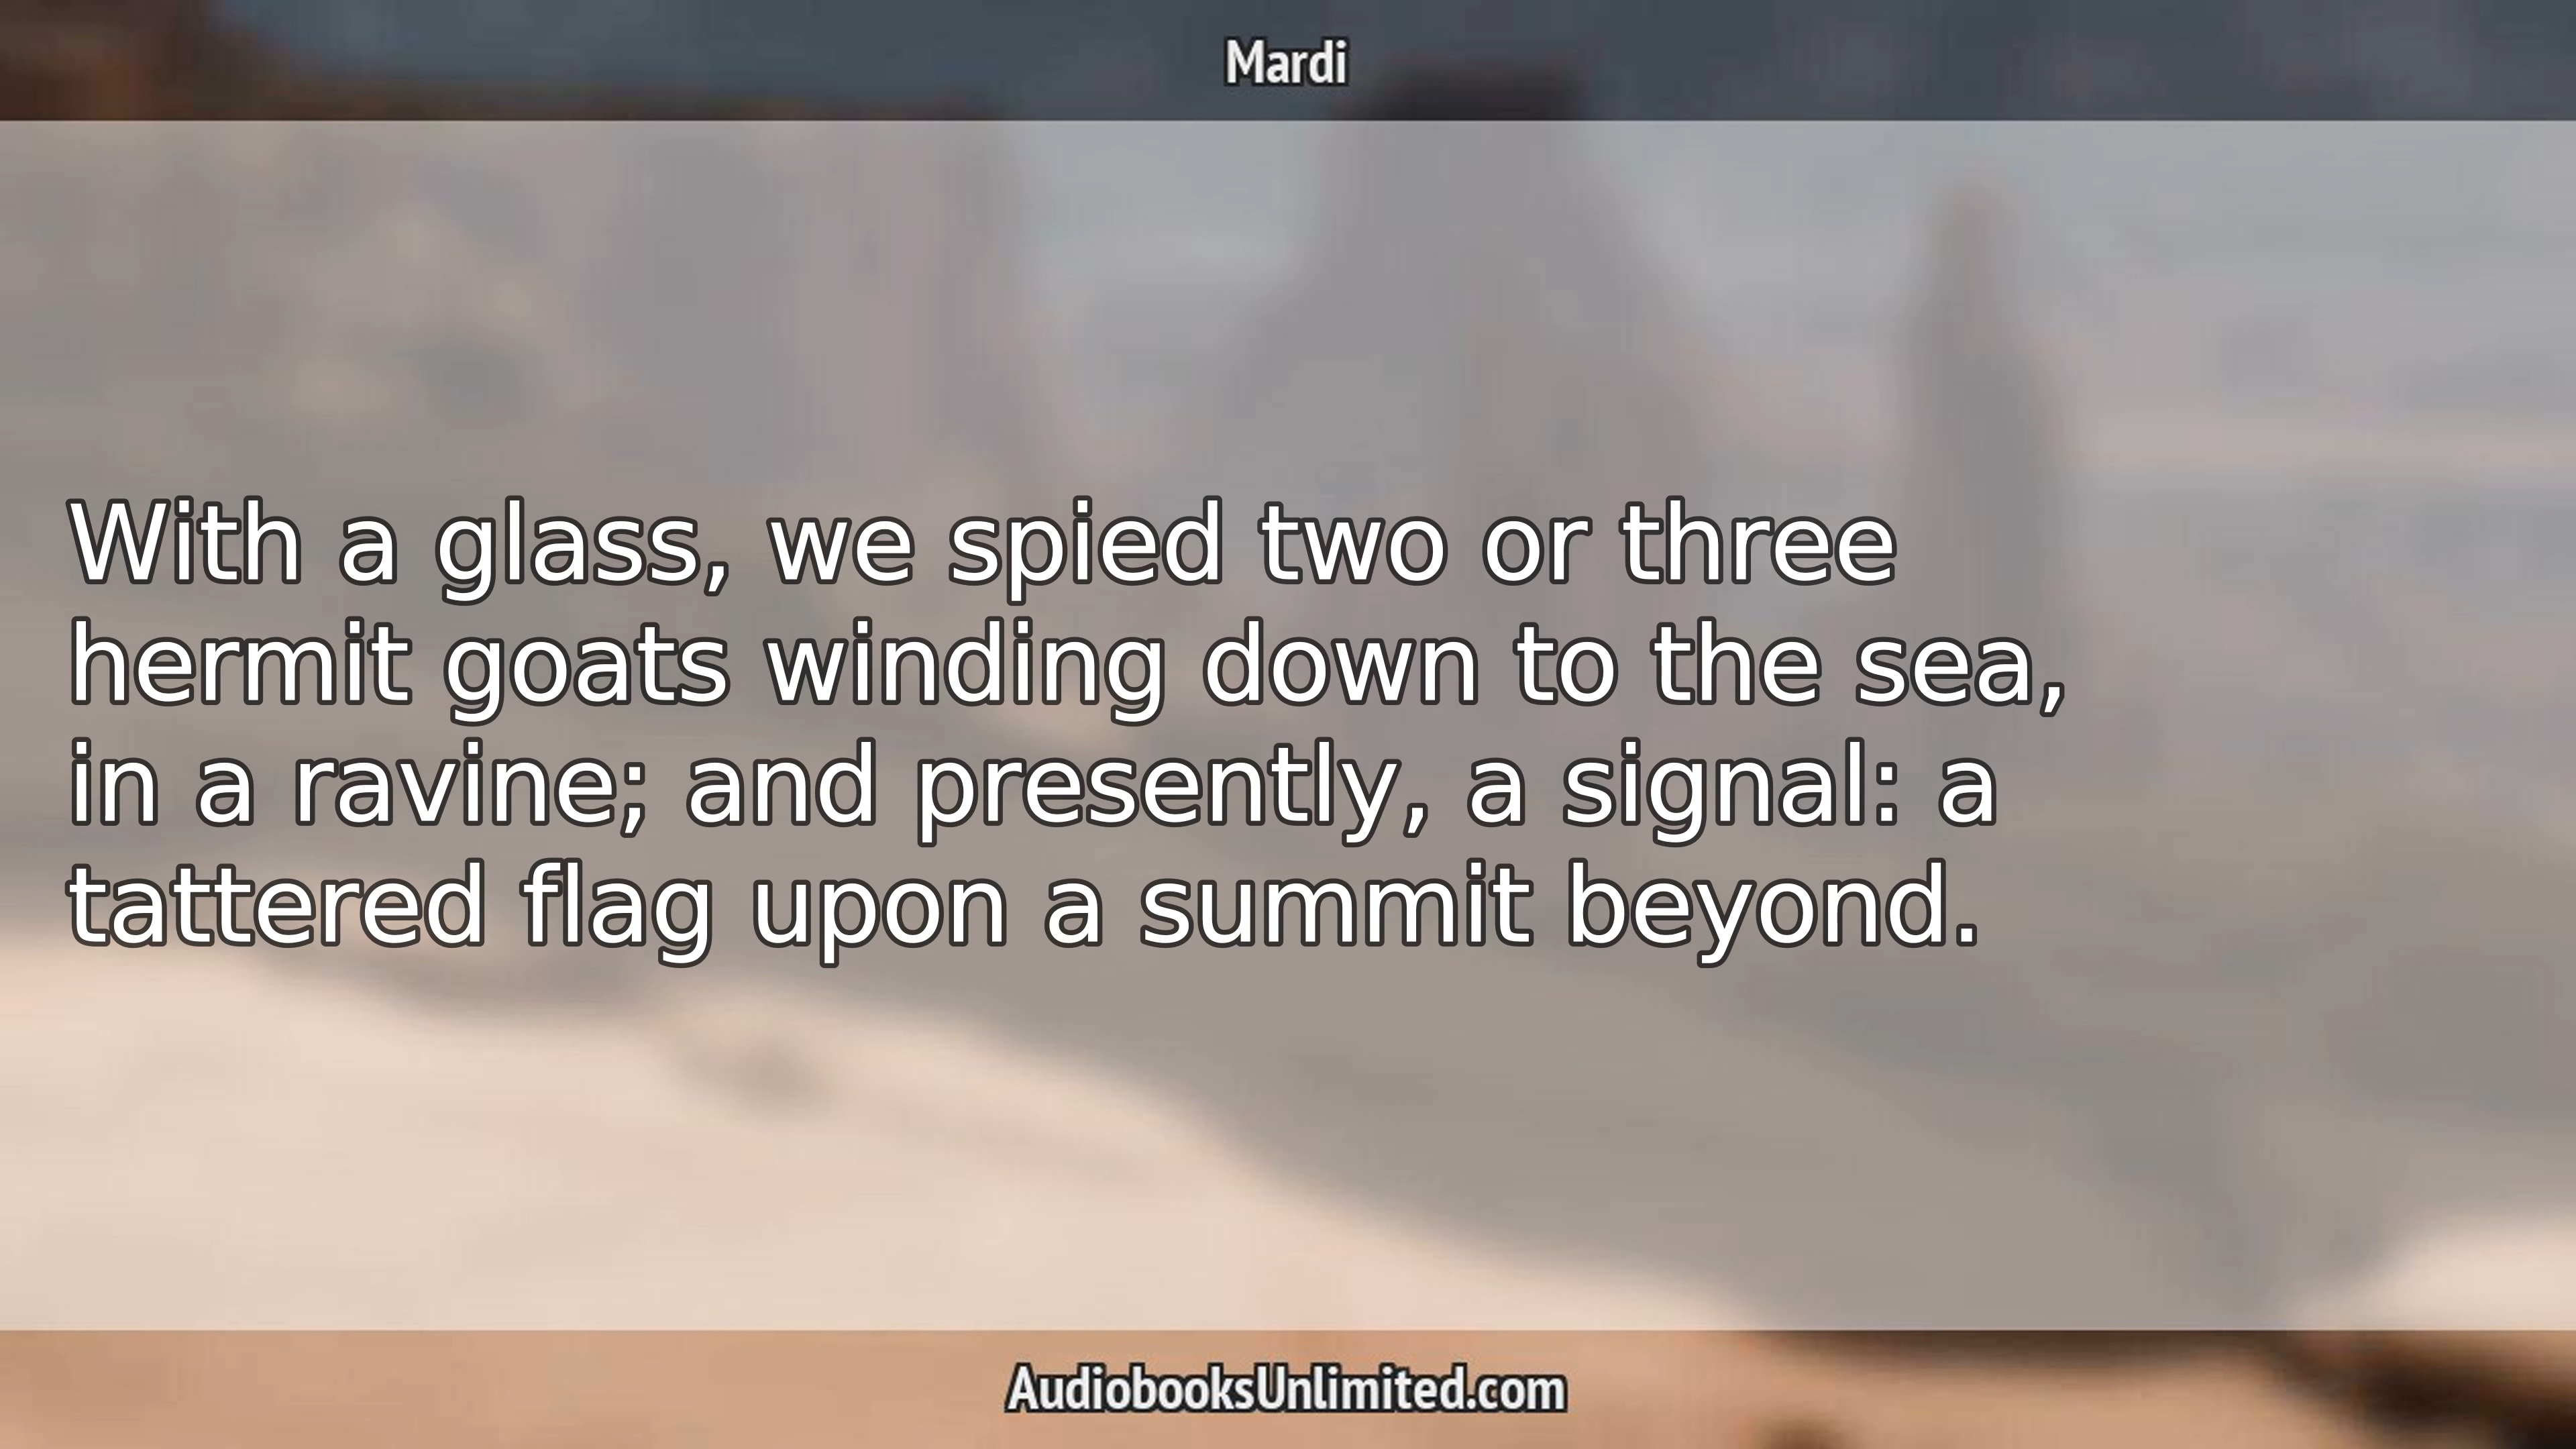 Mardi
With a glass, we spied two or three
hermit goats winding down to the sea,
in a ravine; and presently, a signal: a
tattered flag upon a summit beyond.
AudiobooksUnlimited.com